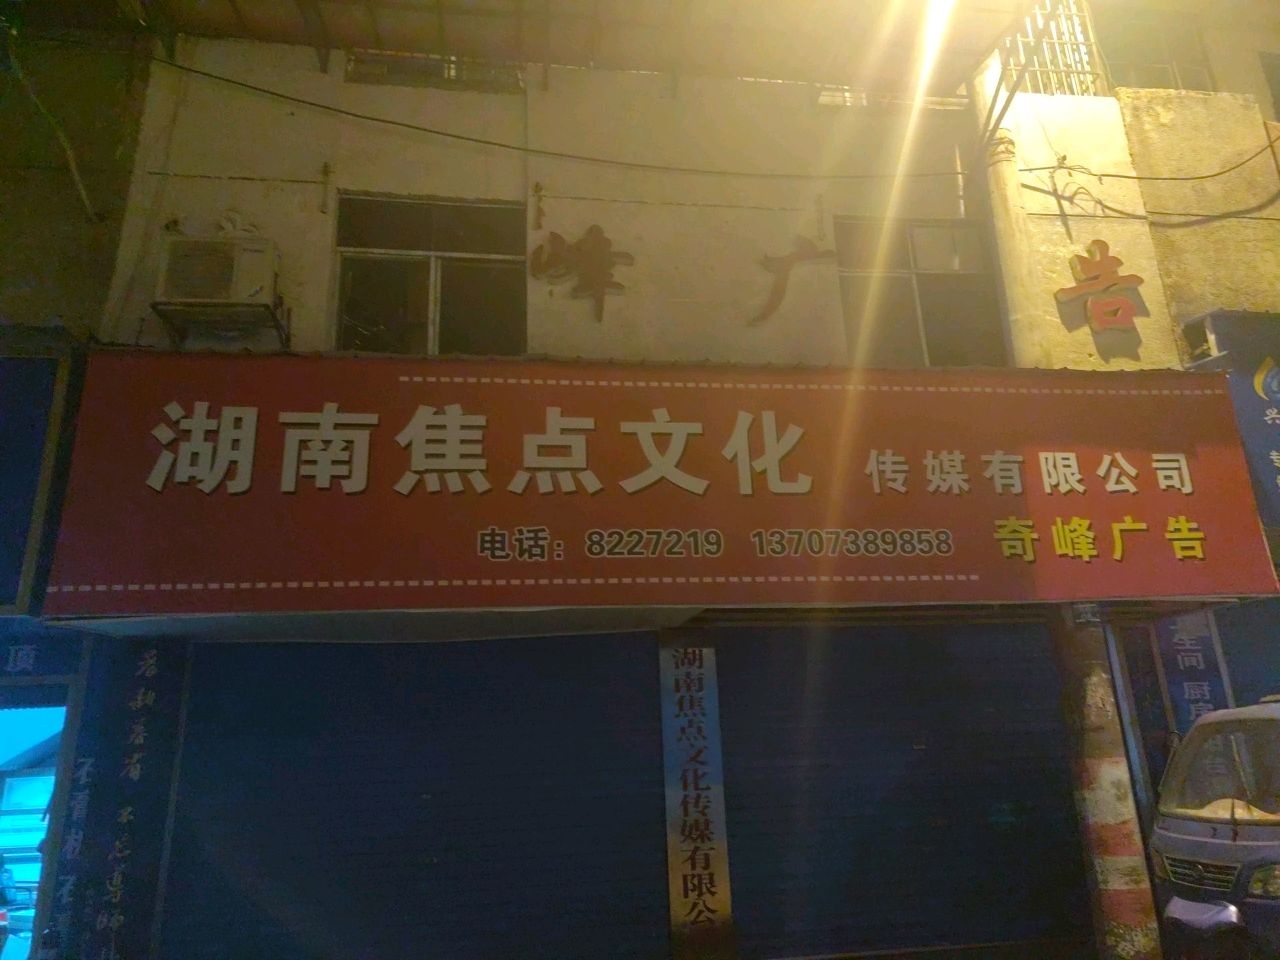 峰广告
湖南焦点文化传媒有限公司
电话：8227219 13707389858 奇峰广告
湖南焦点文化传媒有限公
顶